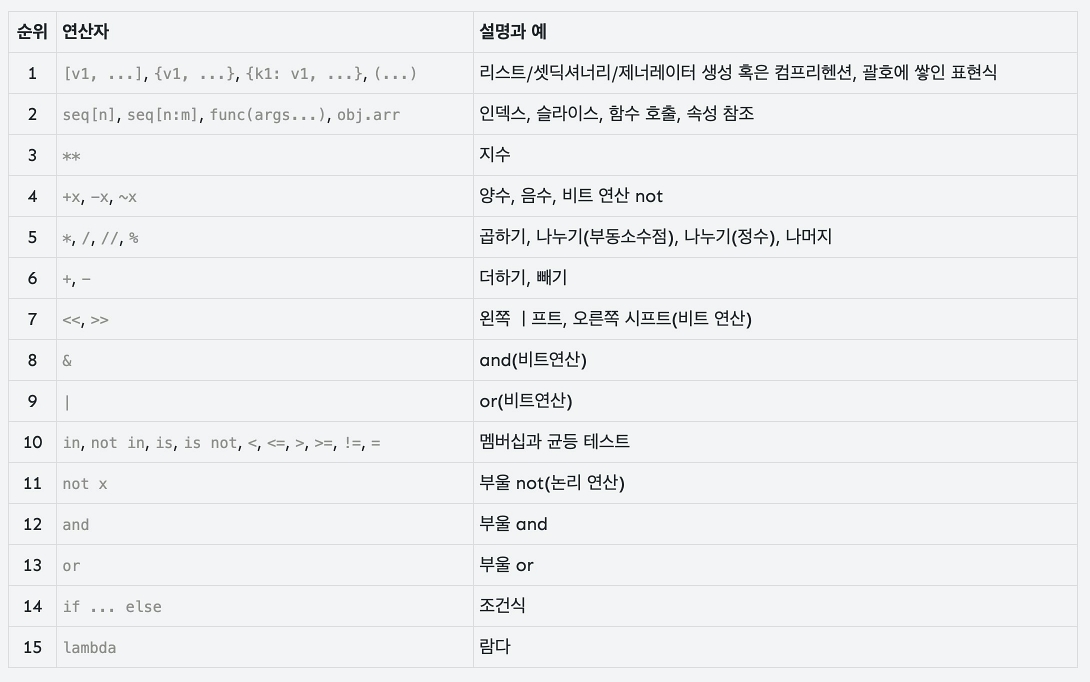 순위 연산자 설명과 예
1 [v1, ...], {v1, ...}, {k1: v1, ...}, (...) 리스트/셋딕셔너리/제너레이터 생성 혹은 컴프리헨션, 괄호에 쌓인 표현식
2 seq[n], seq[n:m], func(args...), obj.arr 인덱스, 슬라이스, 함수 호출, 속성 참조
3 ** 지수
4 +x, -x, ~x 양수, 음수, 비트 연산 not
5 *, /, //, % 곱하기, 나누기(부동소수점), 나누기(정수), 나머지
6 +, - 더하기, 빼기
7 <<, >> 왼쪽 ㅣ프트, 오른쪽 시프트(비트 연산)
8 & and(비트연산)
9 | or(비트연산)
10 in, not in, is, is not, <, <=, >, >=, !=, = 멤버십과 균등 테스트
11 not x 부울 not(논리 연산)
12 and 부울 and
13 or 부울 or
14 if ... else 조건식
15 lambda 람다